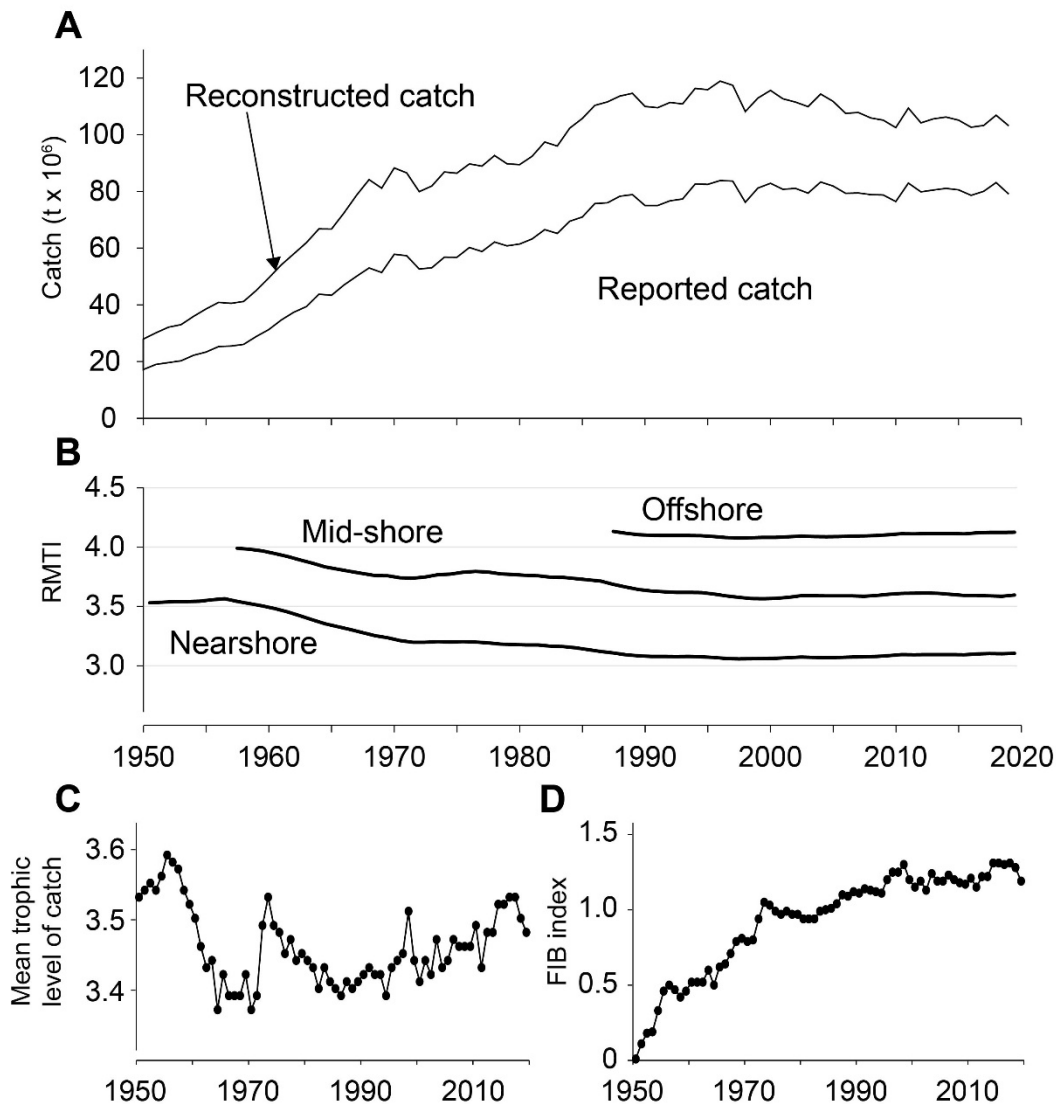 A
Catch (t x 10⁶)
120
100
80
60
40
20
0
Reconstructed catch
Reported catch
B
RMTI
4.5
4.0
3.5
3.0
Offshore
Mid-shore
Nearshore
1950 1960 1970 1980 1990 2000 2010 2020
C
Mean trophic
level of catch
3.6
3.5
3.4
1950 1970 1990 2010
D
FIB index
1.5
1.0
0.5
0
1950 1970 1990 2010